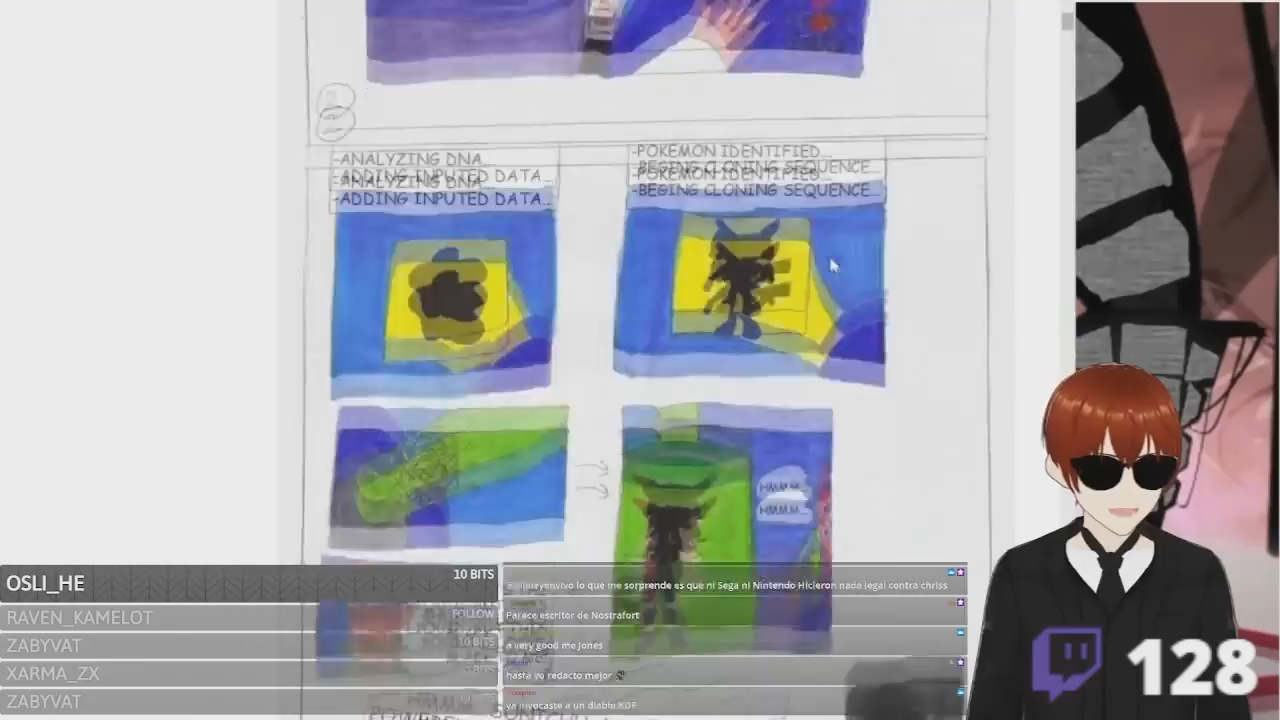 -ANALYZING DNA...
-ADDING INPUTED DATA...
-ANALYZING DNA...
-ADDING INPUTED DATA...
-POKEMON IDENTIFIED...
-BEGING CLONING SEQUENCE...
-POKEMON IDENTIFIED...
-BEGING CLONING SEQUENCE...
HMMM...
HMMM...
OSLI_HE
10 BITS
RAVEN_KAMELOT
FOLLOW
ZABYVAT
10 BITS
XARMA_ZX
ZABYVAT
lo que me sorprende es que ni Sega ni Nintendo Hicieron nada legal contra chriss
Parece escritor de Nostrafort
a very good me Jones
hasta yo redacto mejor
ya invocaste a un diablo XDF
128